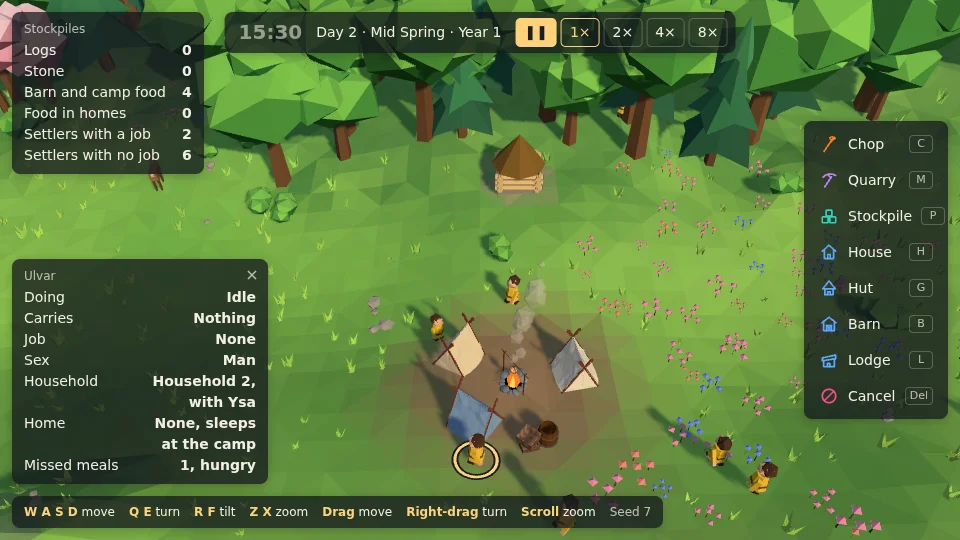 Stockpiles
Logs 0
Stone 0
Barn and camp food 4
Food in homes 0
Settlers with a job 2
Settlers with no job 6
15:30 Day 2 · Mid Spring · Year 1 1× 2× 4× 8×
Chop C
Quarry M
Stockpile P
House H
Hut G
Barn B
Lodge L
Cancel Del
Ulvar ×
Doing Idle
Carries Nothing
Job None
Sex Man
Household Household 2,
with Ysa
Home None, sleeps
at the camp
Missed meals 1, hungry
W A S D move Q E turn R F tilt Z X zoom Drag move Right-drag turn Scroll zoom Seed 7